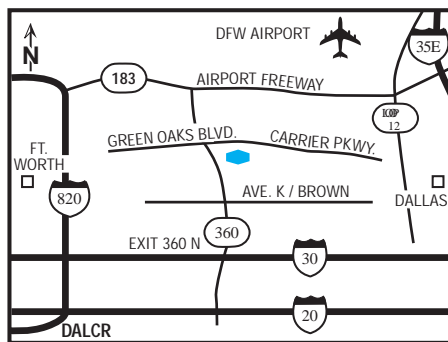 DFW AIRPORT
35E
N
183
AIRPORT FREEWAY
LOOP
12
GREEN OAKS BLVD.
CARRIER PKWY.
FT.
WORTH
820
AVE. K / BROWN
DALLAS
360
EXIT 360 N
30
20
DALCR